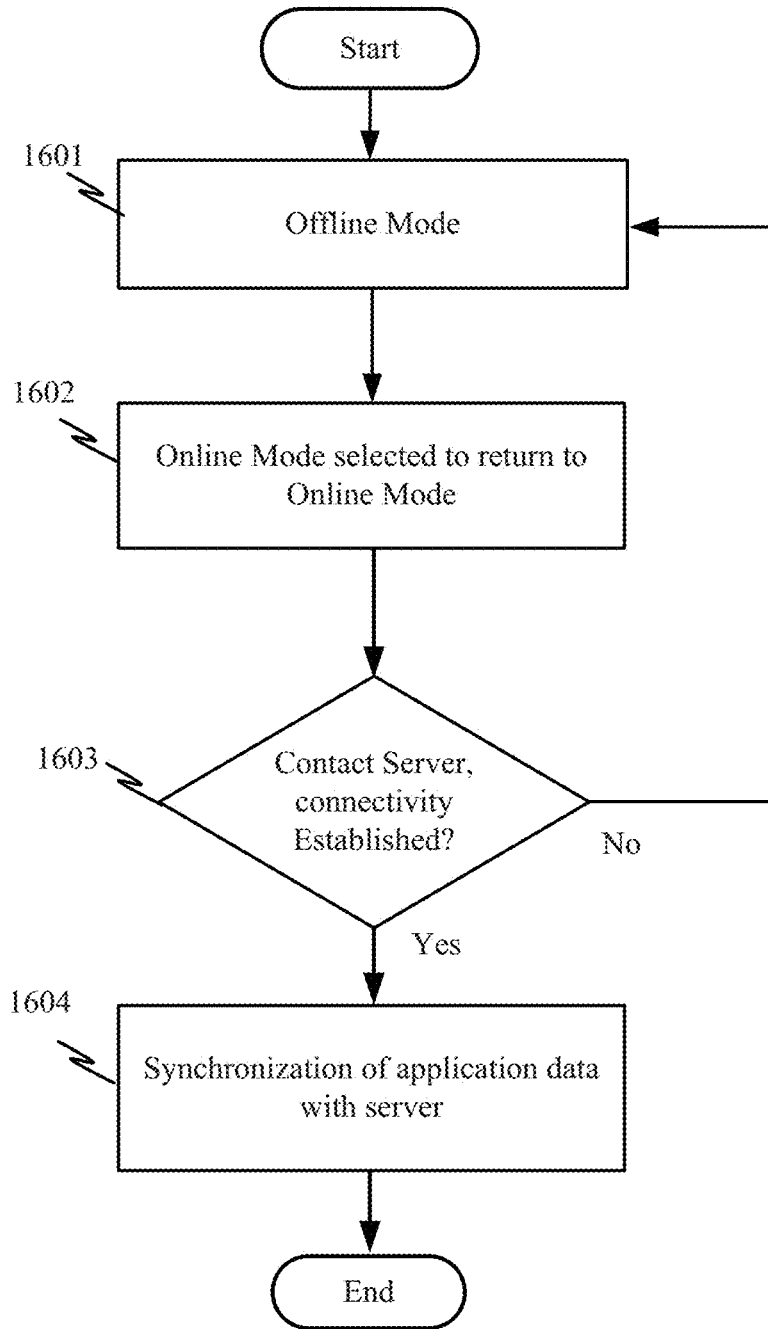 Start
1601
Offline Mode
1602
Online Mode selected to return to
Online Mode
1603
Contact Server,
connectivity
Established?
No
Yes
1604
Synchronization of application data
with server
End